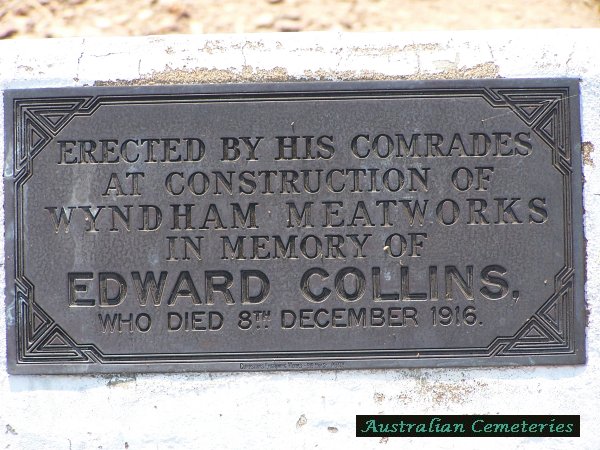 ERECTED BY HIS COMRADES
AT CONSTRUCTION OF
WYNDHAM MEATWORKS
IN MEMORY OF
EDWARD COLLINS,
WHO DIED 8TH DECEMBER 1916.
Australian Cemeteries